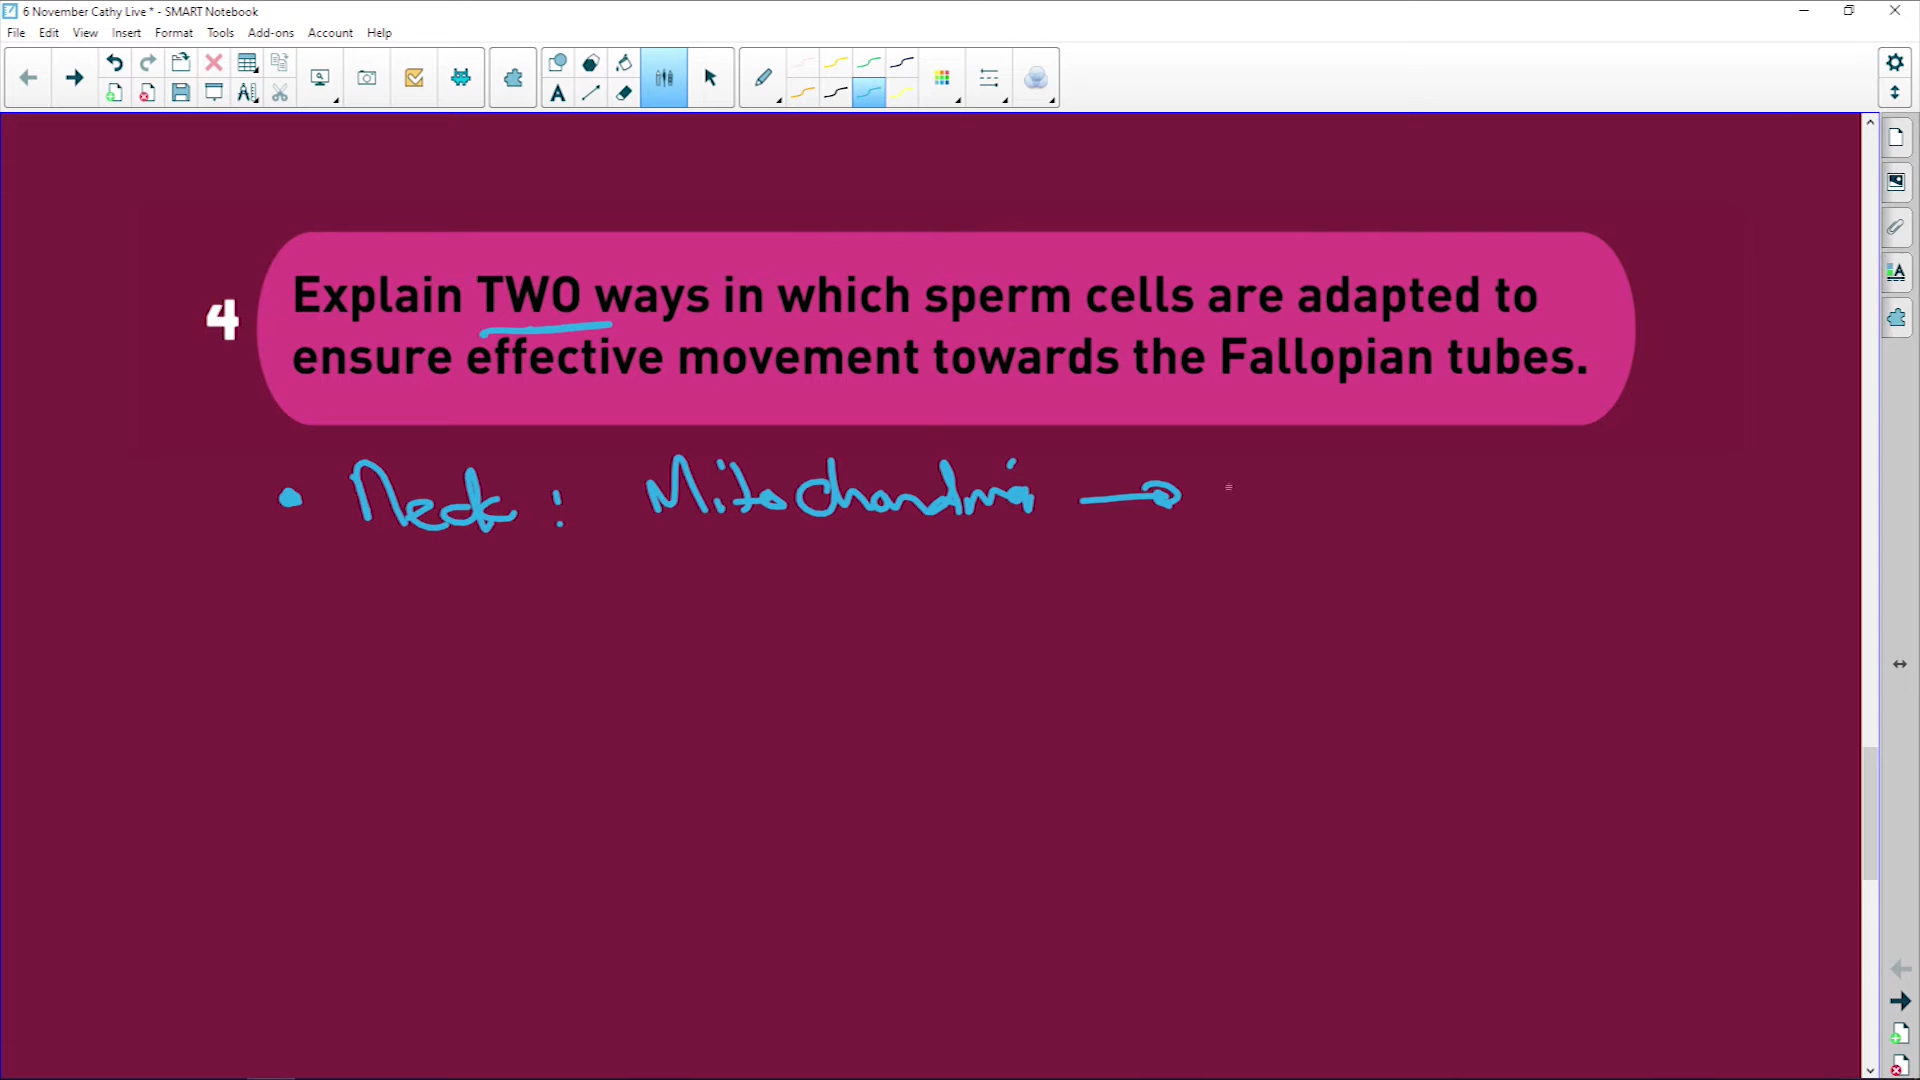 6 November Cathy Live * - SMART Notebook
File Edit View Insert Format Tools Add-ons Account Help
4
Explain TWO ways in which sperm cells are adapted to
ensure effective movement towards the Fallopian tubes.
• Neck : Mitochondria →